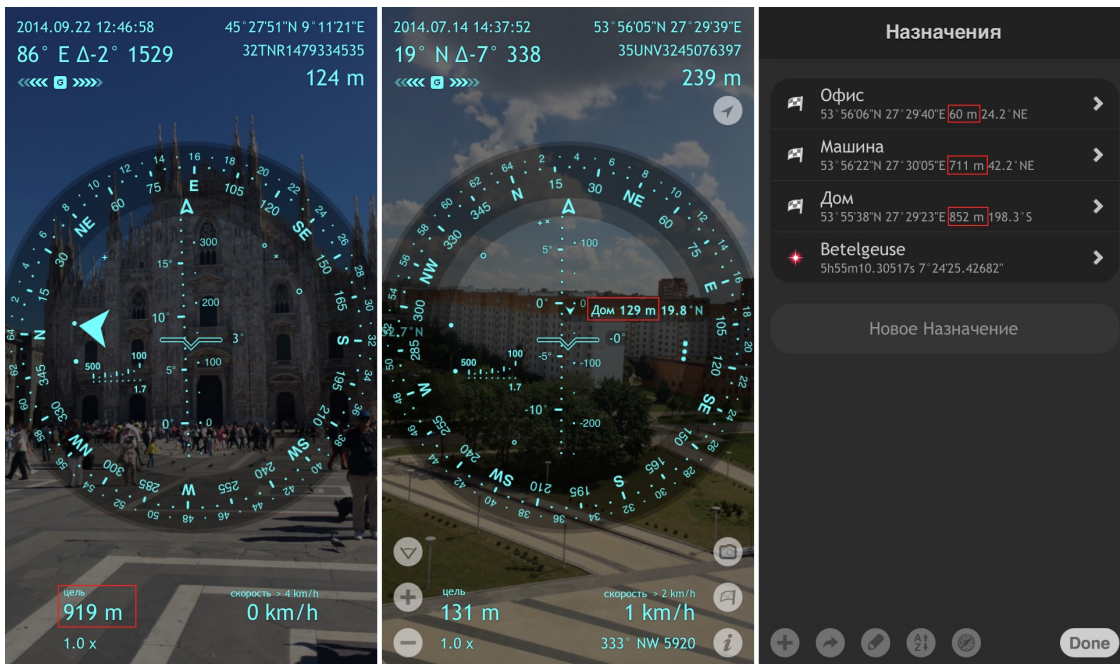 2014.09.22 12:46:58
45°27'51"N 9°11'21"E
86° E Δ-2° 1529
32TNR1479334535
124 m
цель
919 m
1.0 x
скорость > 4 km/h
0 km/h
2014.07.14 14:37:52
53°56'05"N 27°29'39"E
19° N Δ-7° 338
35UNV3245076397
239 m
Дом 129 m 19.8°N
цель
131 m
1.0 x
скорость > 2 km/h
1 km/h
333° NW 5920
Назначения
Офис
53°56'06"N 27°29'40"E 60 m 24.2°NE
Машина
53°56'22"N 27°30'05"E 711 m 42.2°NE
Дом
53°55'38"N 27°29'23"E 852 m 198.3°S
Betelgeuse
5h55m10.30517s 7°24'25.42682"
Новое Назначение
Done